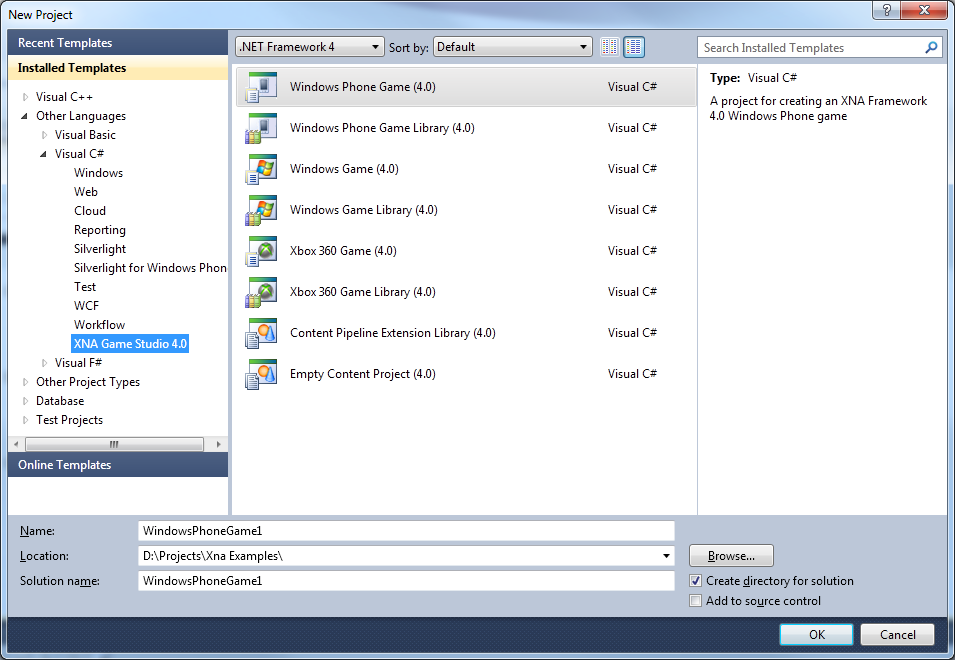 New Project
?
Recent Templates
Installed Templates
Visual C++
Other Languages
Visual Basic
Visual C#
Windows
Web
Cloud
Reporting
Silverlight
Silverlight for Windows Phon
Test
WCF
Workflow
XNA Game Studio 4.0
Visual F#
Other Project Types
Database
Test Projects
Online Templates
.NET Framework 4 Sort by: Default
Windows Phone Game (4.0) Visual C#
Windows Phone Game Library (4.0) Visual C#
Windows Game (4.0) Visual C#
Windows Game Library (4.0) Visual C#
Xbox 360 Game (4.0) Visual C#
Xbox 360 Game Library (4.0) Visual C#
Content Pipeline Extension Library (4.0) Visual C#
Empty Content Project (4.0) Visual C#
Search Installed Templates
Type: Visual C#
A project for creating an XNA Framework
4.0 Windows Phone game
Name: WindowsPhoneGame1
Location: D:\Projects\Xna Examples\ Browse...
Solution name: WindowsPhoneGame1
Create directory for solution
Add to source control
OK Cancel